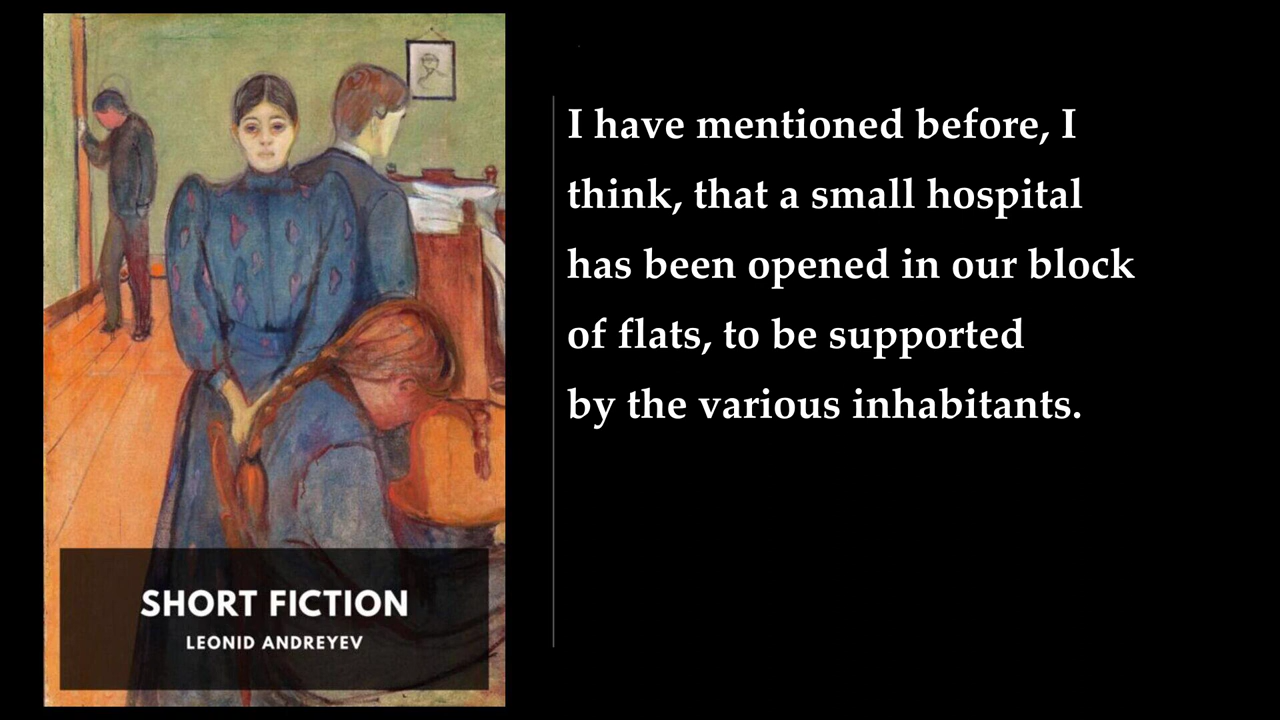 SHORT FICTION
LEONID ANDREYEV
I have mentioned before, I
think, that a small hospital
has been opened in our block
of flats, to be supported
by the various inhabitants.